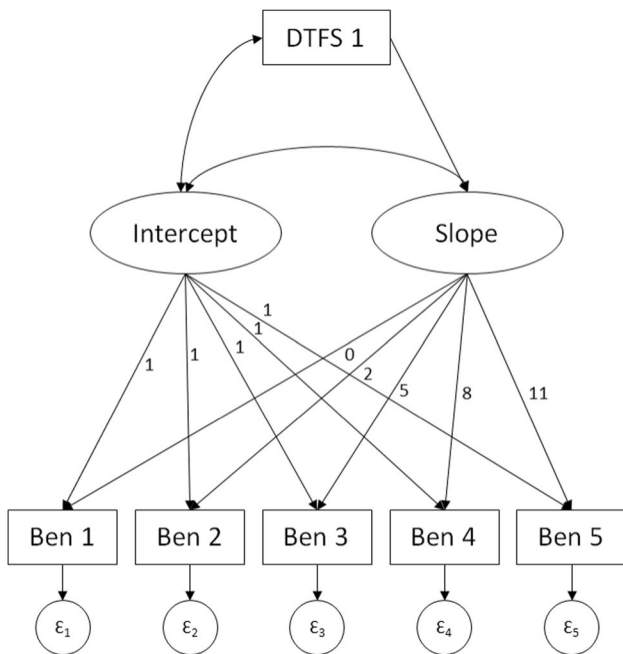 DTFS 1
Intercept
Slope
1
1
1
1
1
0
2
5
8
11
Ben 1
Ben 2
Ben 3
Ben 4
Ben 5
ε₁
ε₂
ε₃
ε₄
ε₅